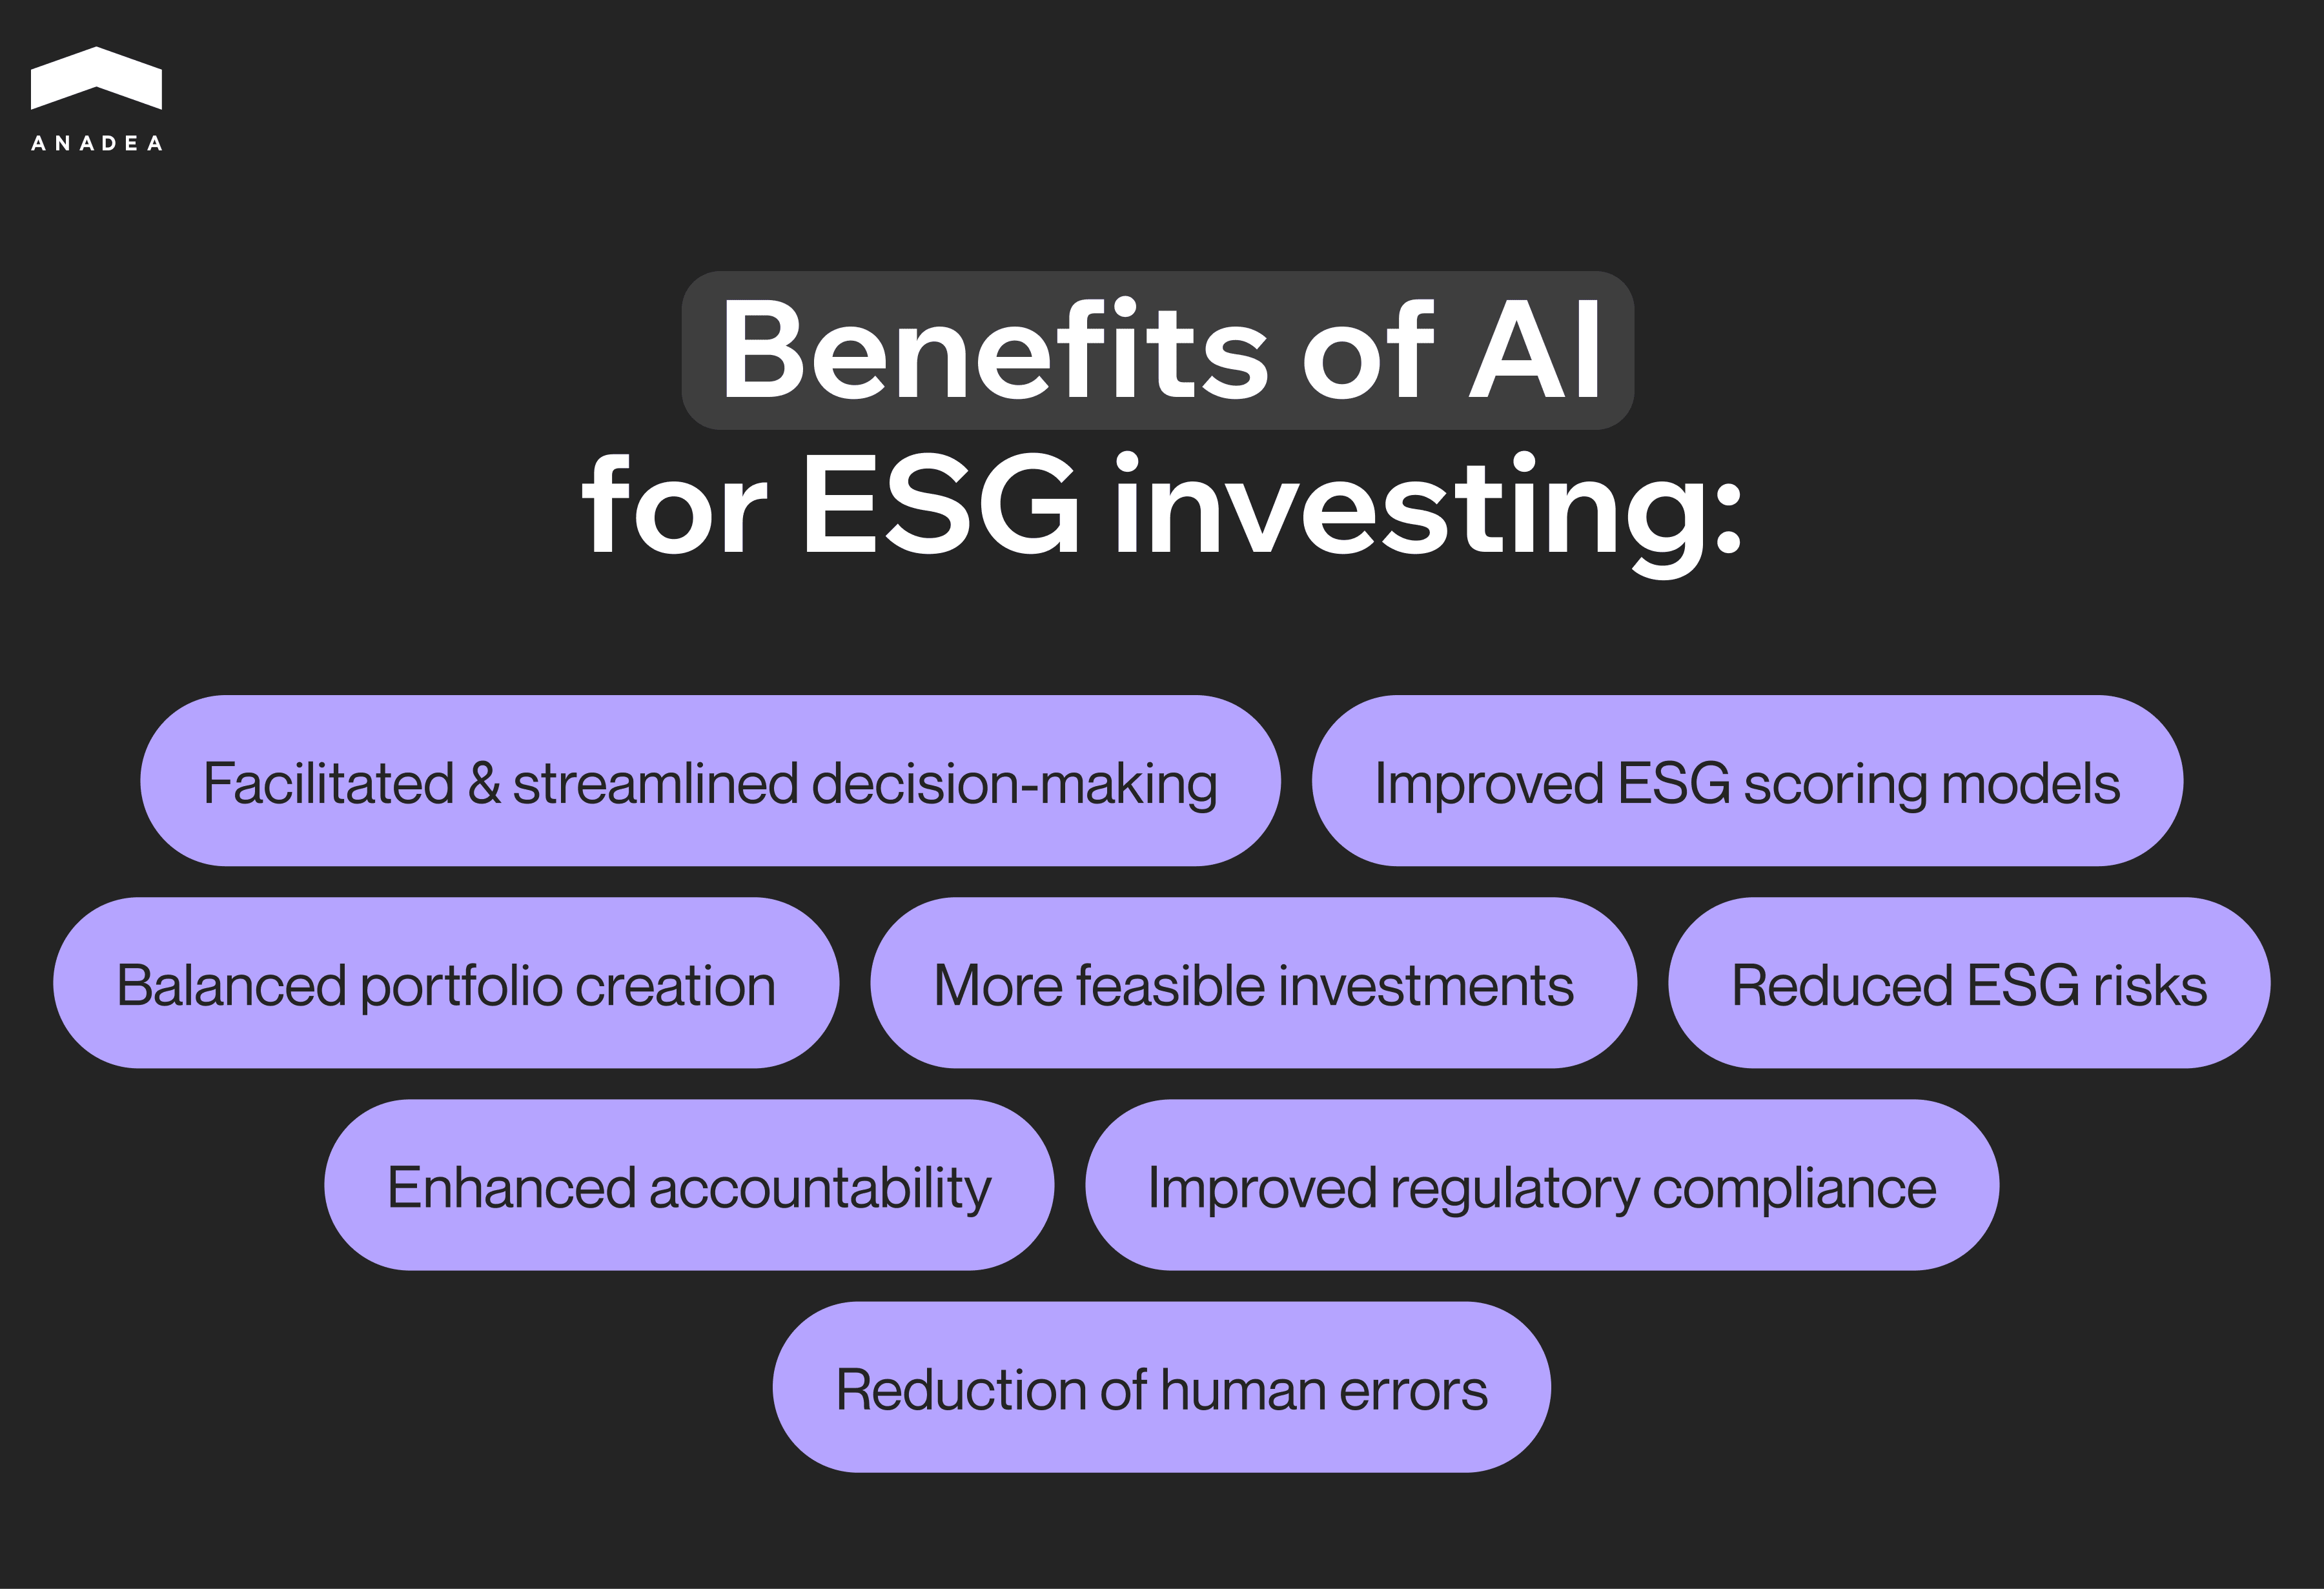 ANADEA
Benefits of AI
for ESG investing:
Facilitated & streamlined decision-making
Improved ESG scoring models
Balanced portfolio creation
More feasible investments
Reduced ESG risks
Enhanced accountability
Improved regulatory compliance
Reduction of human errors